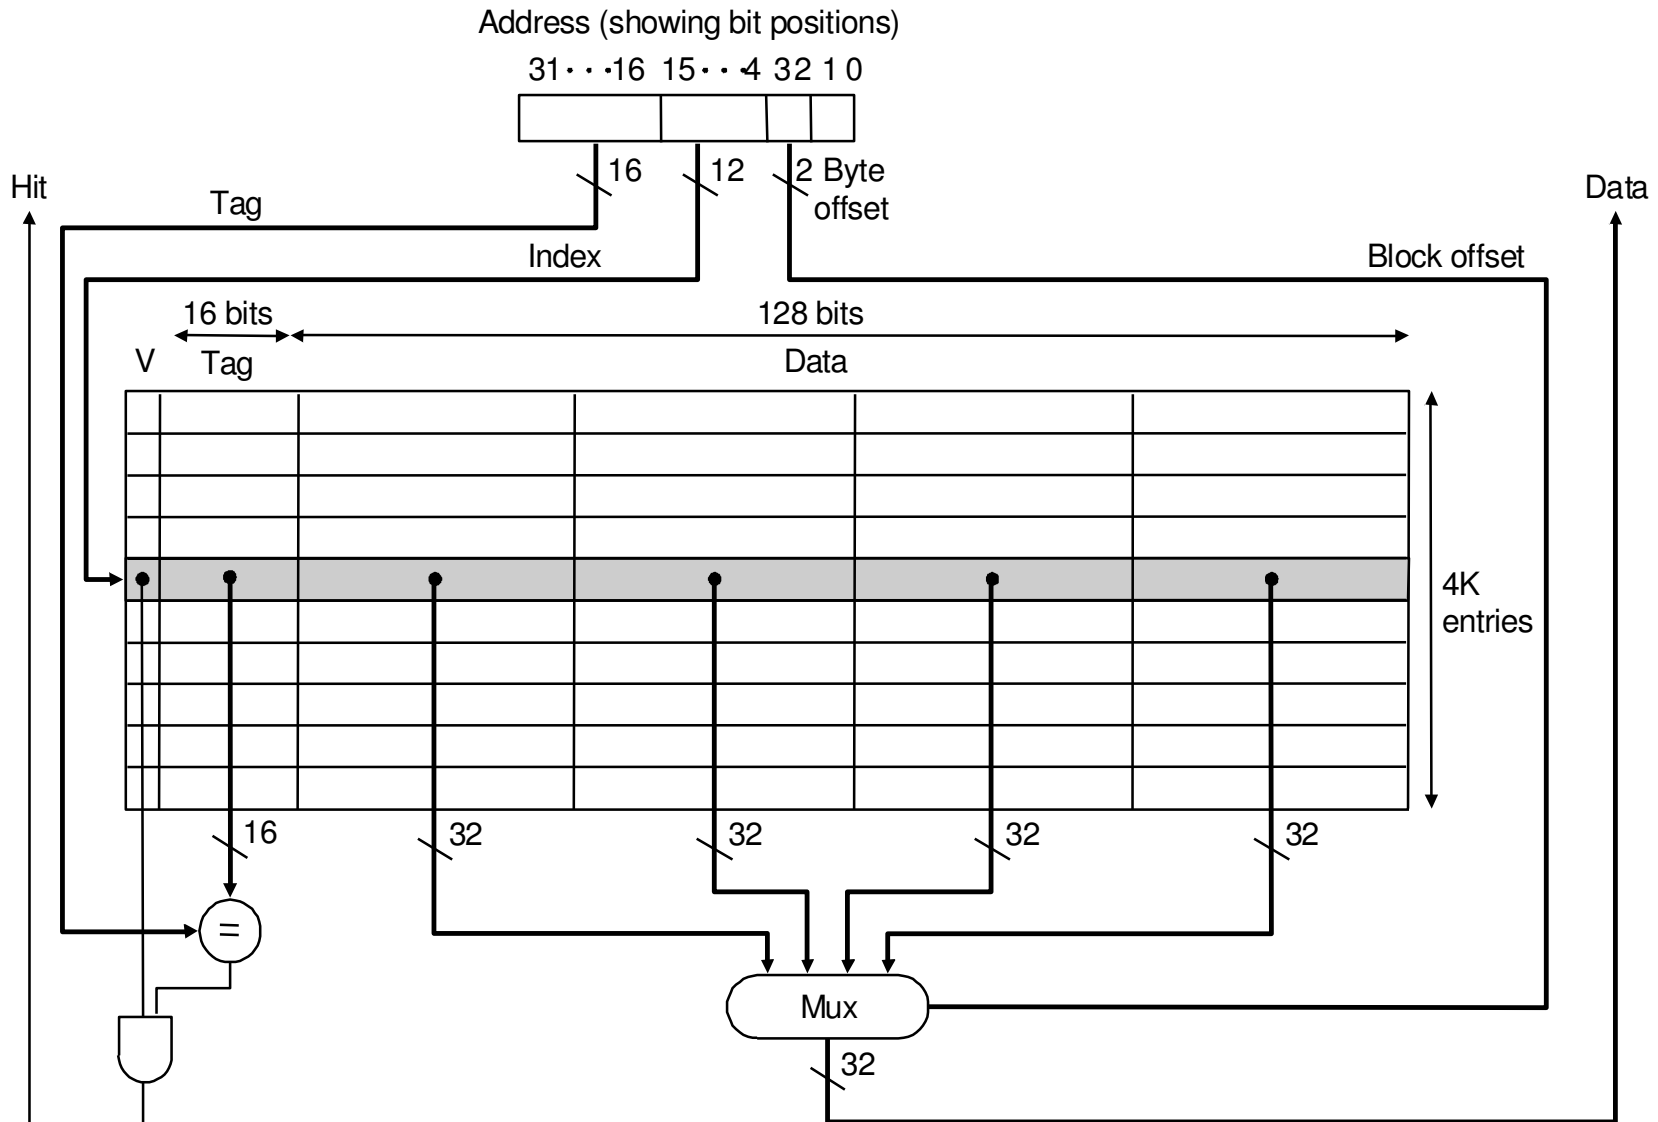 Address (showing bit positions)
31 · · · 16 15 · · · 4 3 2 1 0
16 12 2 Byte
offset
Hit
Data
Tag
Index
Block offset
16 bits
128 bits
V
Tag
Data
4K
entries
16 32 32 32 32
=
Mux
32